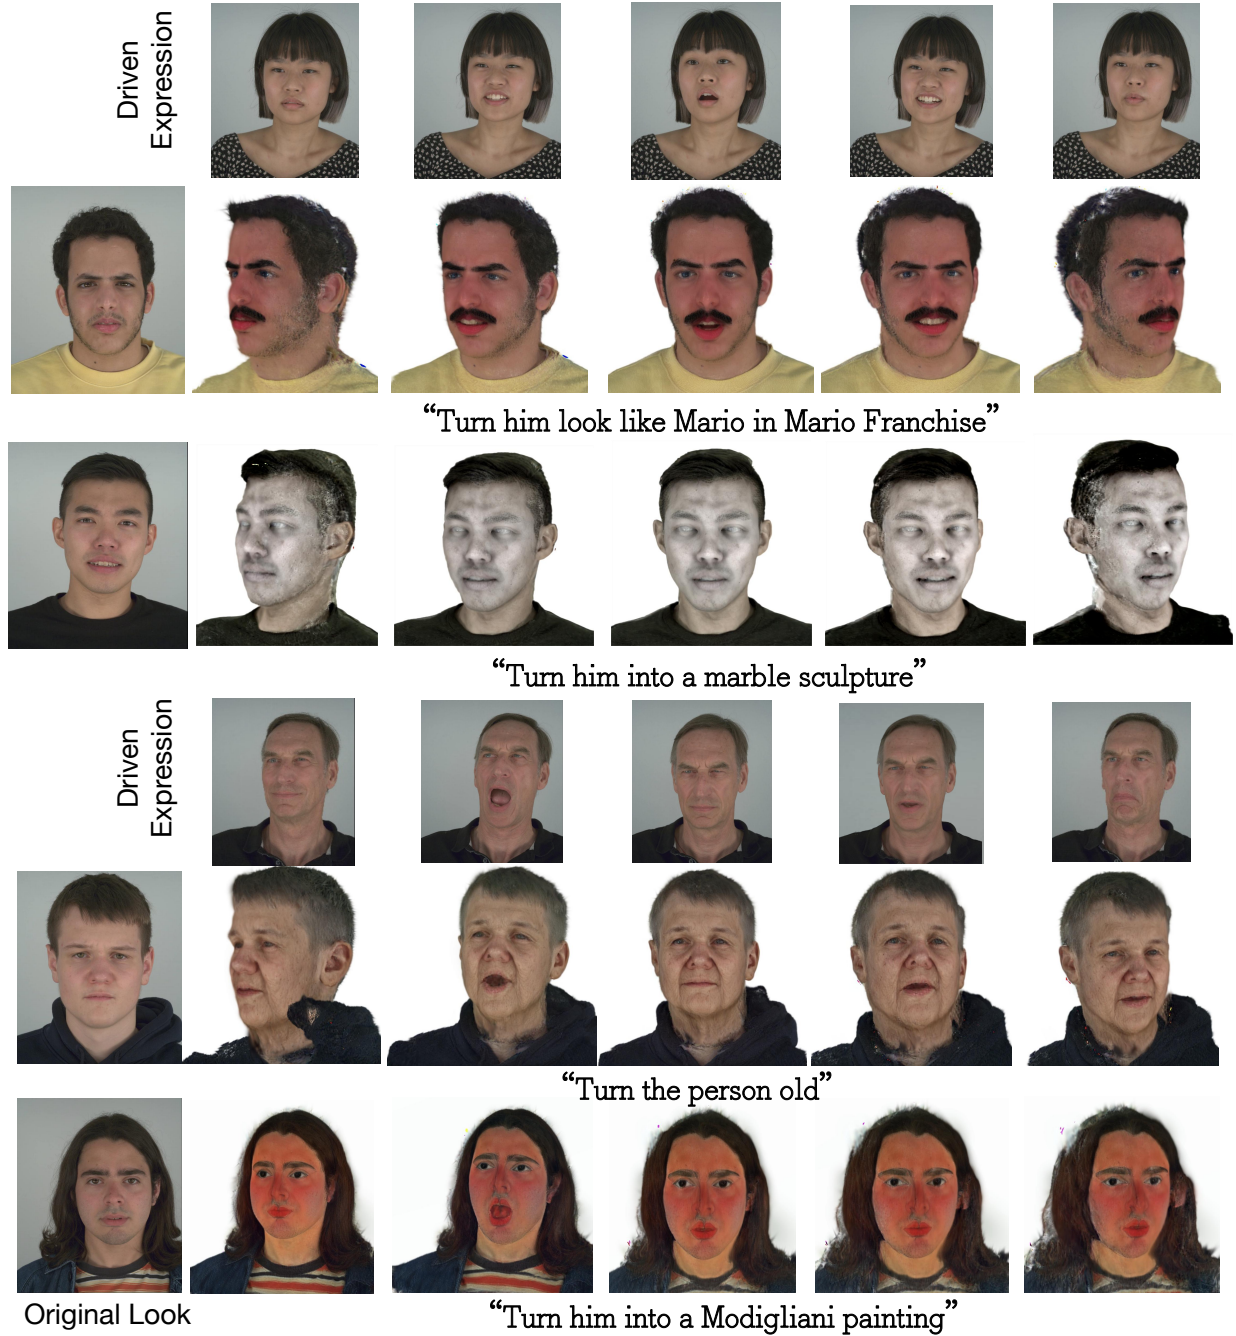 Driven
Expression
“Turn him look like Mario in Mario Franchise”
“Turn him into a marble sculpture”
Driven
Expression
“Turn the person old”
Original Look
“Turn him into a Modigliani painting”